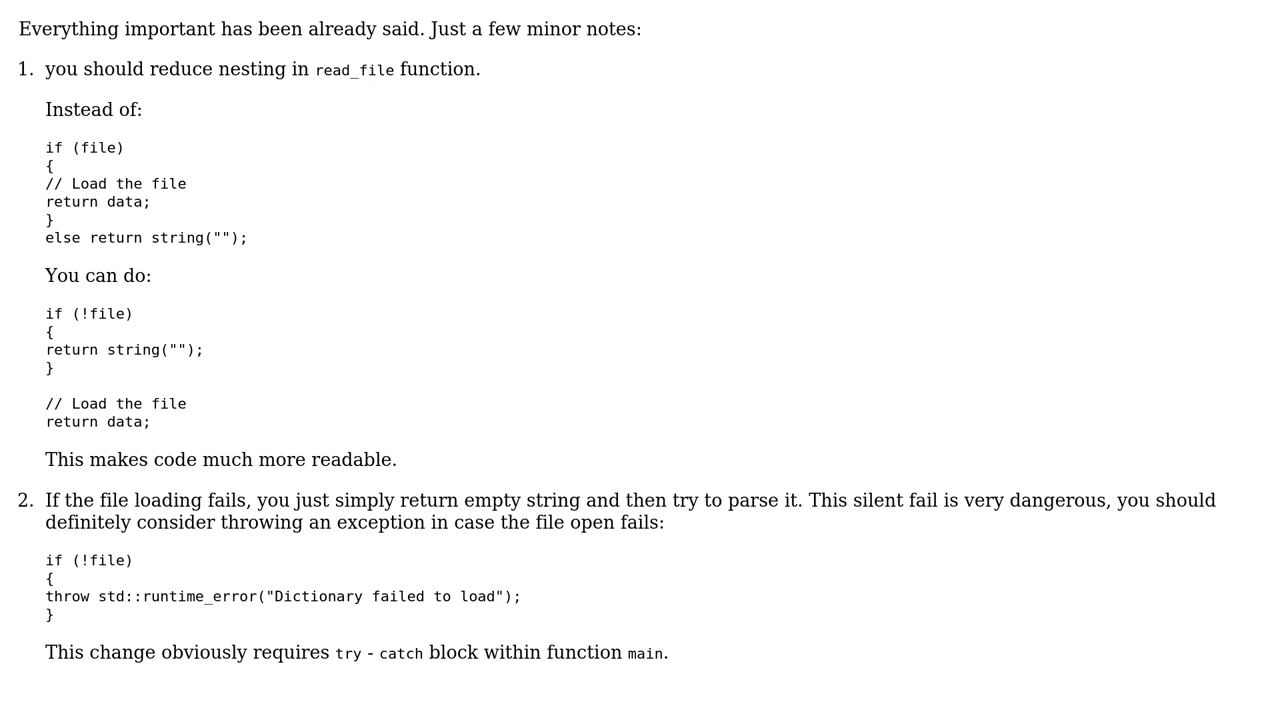 Everything important has been already said. Just a few minor notes:
1. you should reduce nesting in read_file function.
Instead of:
if (file)
{
// Load the file
return data;
}
else return string("");
You can do:
if (!file)
{
return string("");
}
// Load the file
return data;
This makes code much more readable.
2. If the file loading fails, you just simply return empty string and then try to parse it. This silent fail is very dangerous, you should
definitely consider throwing an exception in case the file open fails:
if (!file)
{
throw std::runtime_error("Dictionary failed to load");
}
This change obviously requires try - catch block within function main.